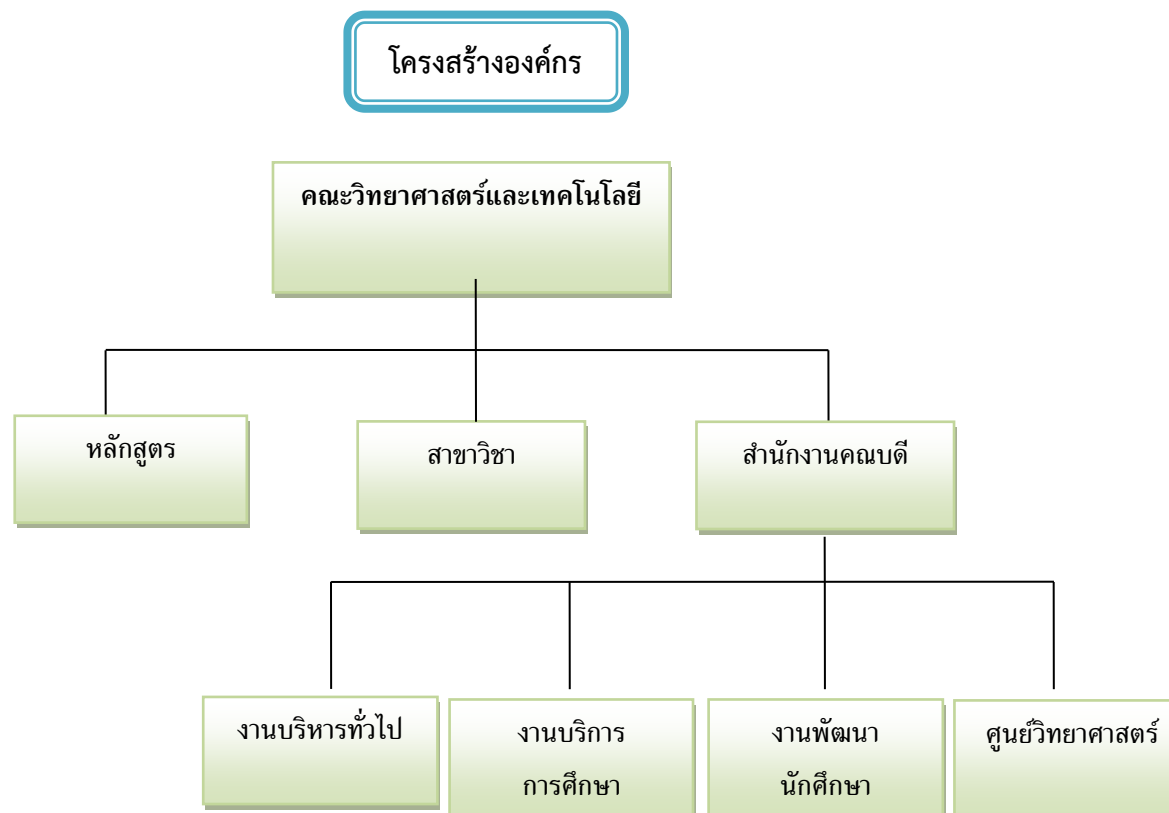 โครงสร้างองค์กร
คณะวิทยาศาสตร์และเทคโนโลยี
หลักสูตร
สาขาวิชา
สำนักงานคณบดี
งานบริหารทั่วไป
งานบริการ
การศึกษา
งานพัฒนา
นักศึกษา
ศูนย์วิทยาศาสตร์